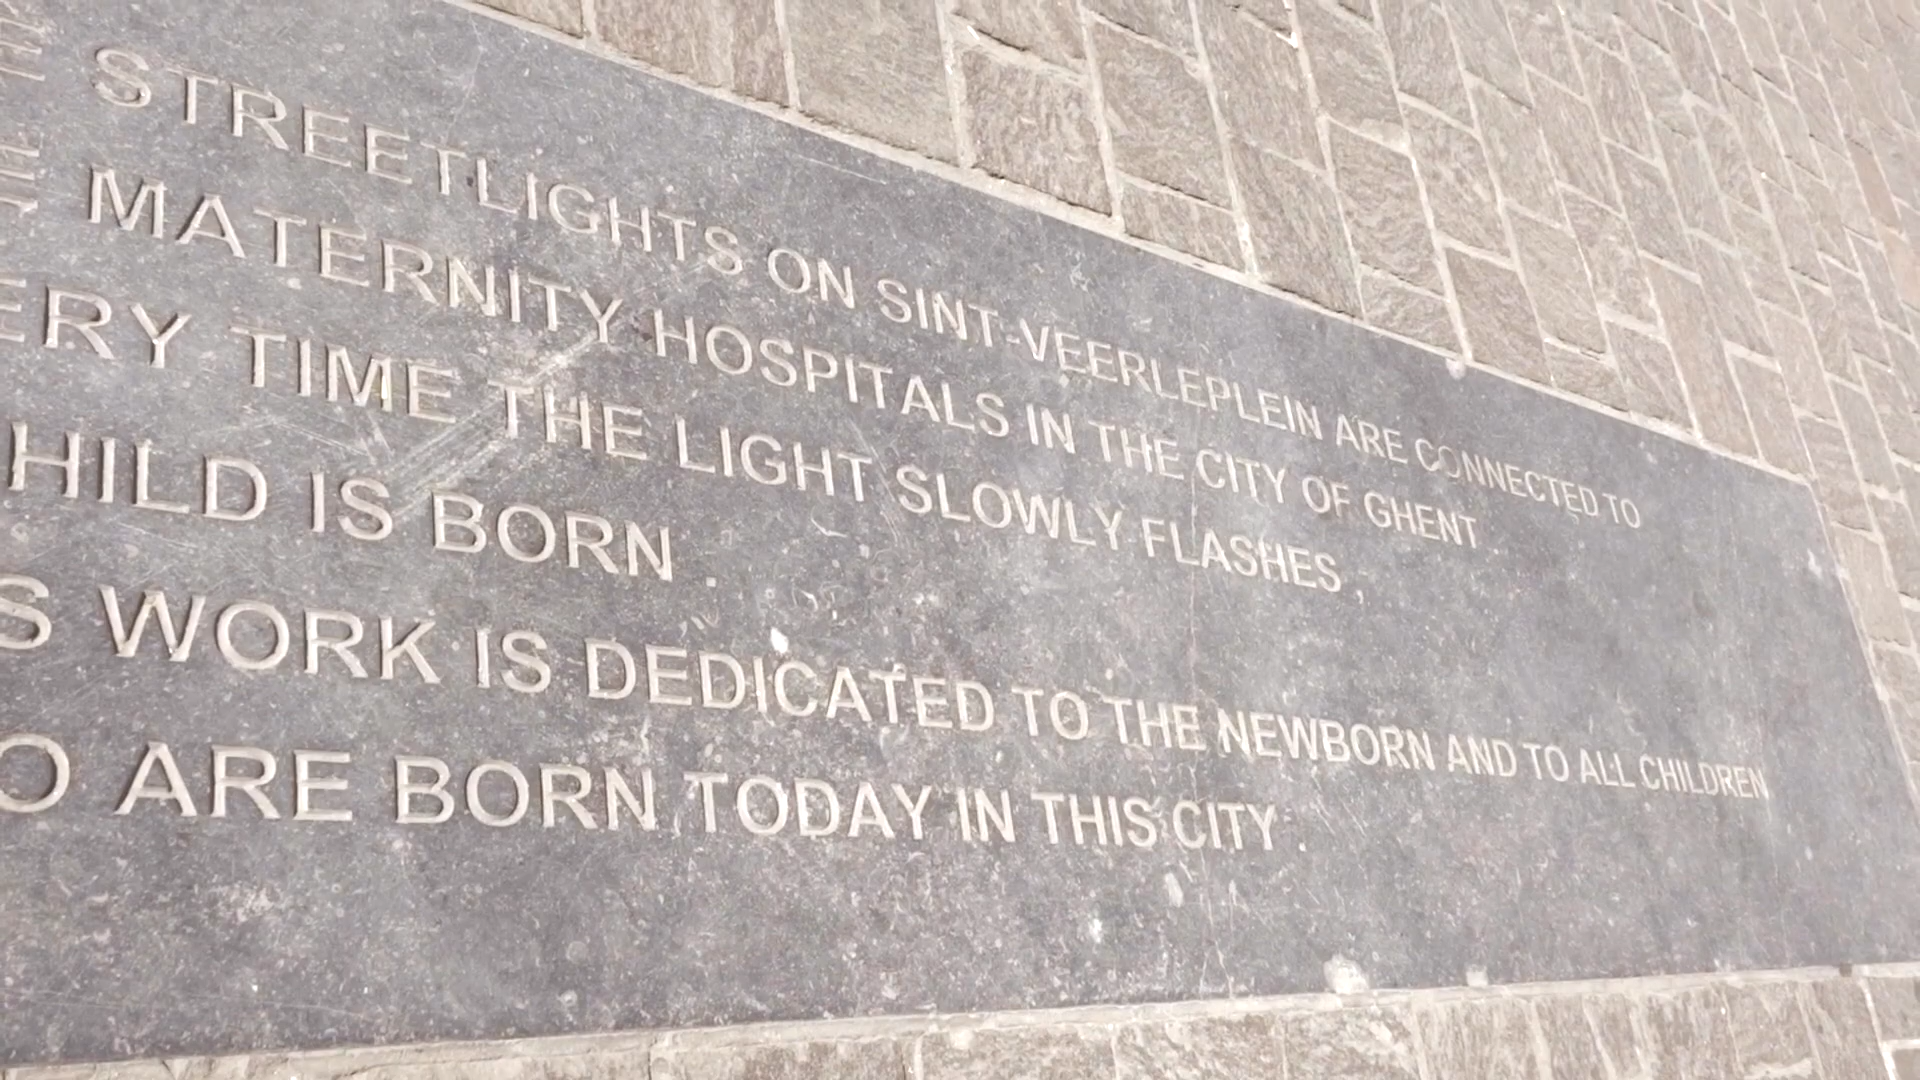 STREETLIGHTS ON SINT-VEERLEPLEIN ARE CONNECTED TO
MATERNITY HOSPITALS IN THE CITY OF GHENT.
ERY TIME THE LIGHT SLOWLY FLASHES,
HILD IS BORN.
S WORK IS DEDICATED TO THE NEWBORN AND TO ALL CHILDREN
O ARE BORN TODAY IN THIS CITY.